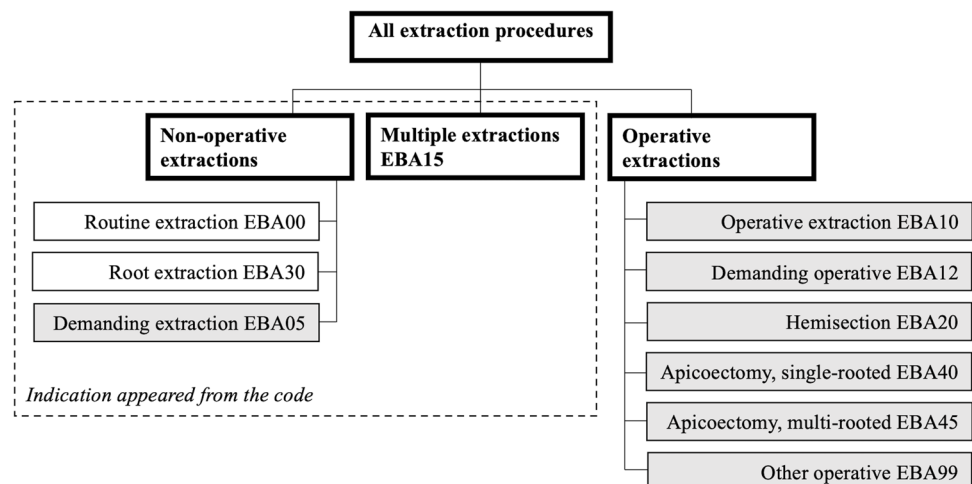 All extraction procedures
Non-operative
extractions
Multiple extractions
EBA15
Operative
extractions
Routine extraction EBA00
Root extraction EBA30
Demanding extraction EBA05
Indication appeared from the code
Operative extraction EBA10
Demanding operative EBA12
Hemisection EBA20
Apicoectomy, single-rooted EBA40
Apicoectomy, multi-rooted EBA45
Other operative EBA99